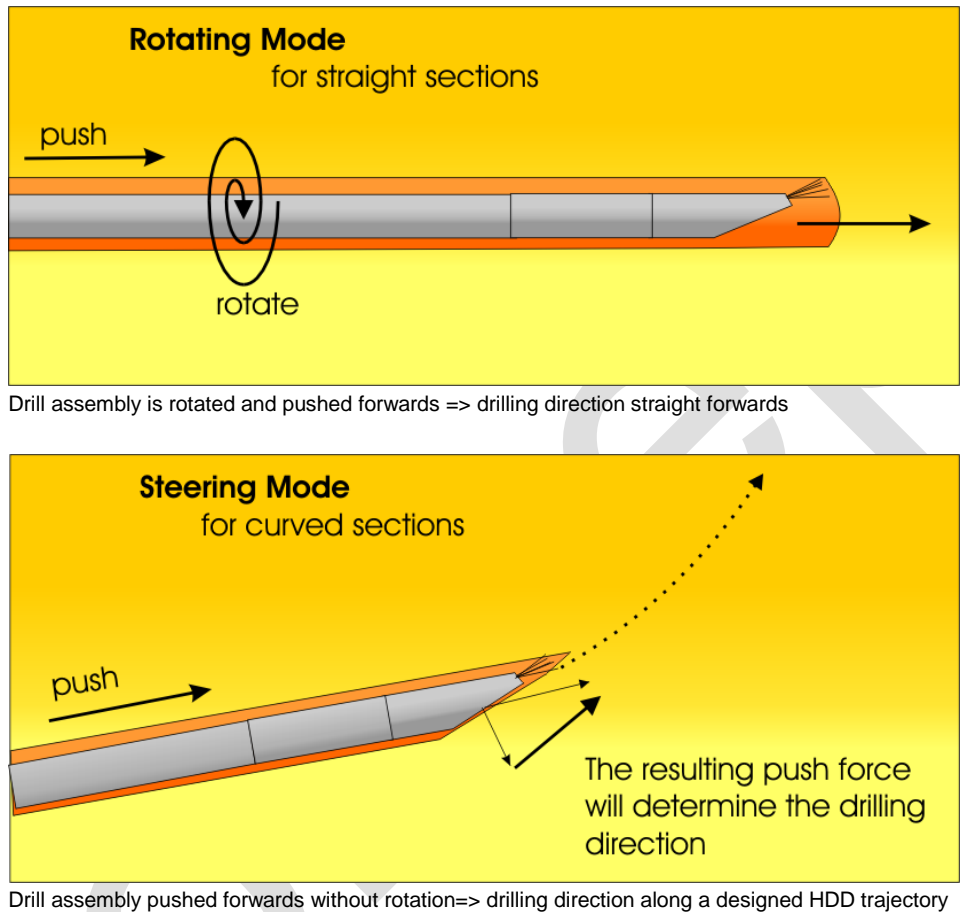 Rotating Mode
for straight sections
push
rotate
Drill assembly is rotated and pushed forwards => drilling direction straight forwards
Steering Mode
for curved sections
push
The resulting push force
will determine the drilling
direction
Drill assembly pushed forwards without rotation=> drilling direction along a designed HDD trajectory